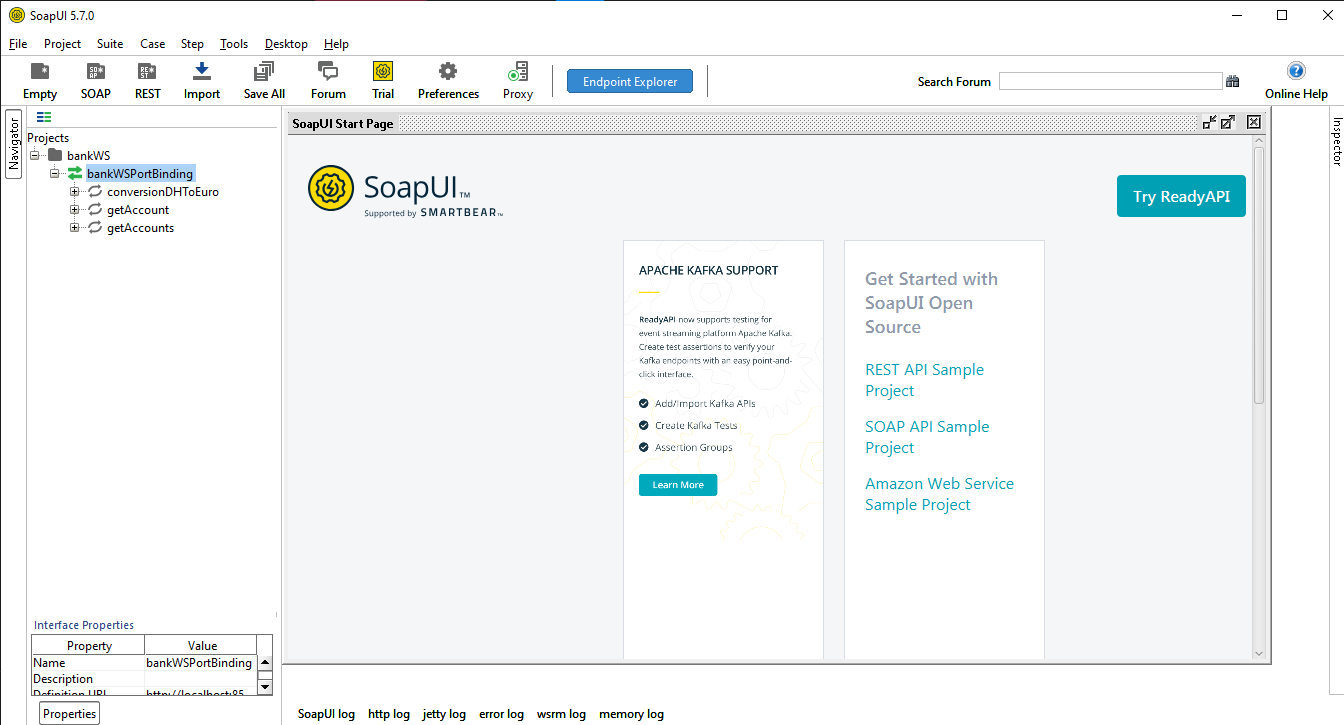 SoapUI 5.7.0
File Project Suite Case Step Tools Desktop Help
Empty SOAP REST Import Save All Forum Trial Preferences Proxy
Endpoint Explorer
Search Forum
Online Help
Navigator
Projects
bankWS
bankWSPortBinding
conversionDHToEuro
getAccount
getAccounts
SoapUI Start Page
SoapUI™
Supported by SMARTBEAR™
Try ReadyAPI
APACHE KAFKA SUPPORT
ReadyAPI now supports testing for
event streaming platform Apache Kafka.
Create test assertions to verify your
Kafka endpoints with an easy point-and-
click interface.
Add/Import Kafka APIs
Create Kafka Tests
Assertion Groups
Learn More
Get Started with
SoapUI Open
Source
REST API Sample
Project
SOAP API Sample
Project
Amazon Web Service
Sample Project
Inspector
Interface Properties
Property Value
Name bankWSPortBinding
Description
Definition URL http://localhost:85
Properties
SoapUI log http log jetty log error log wsrm log memory log